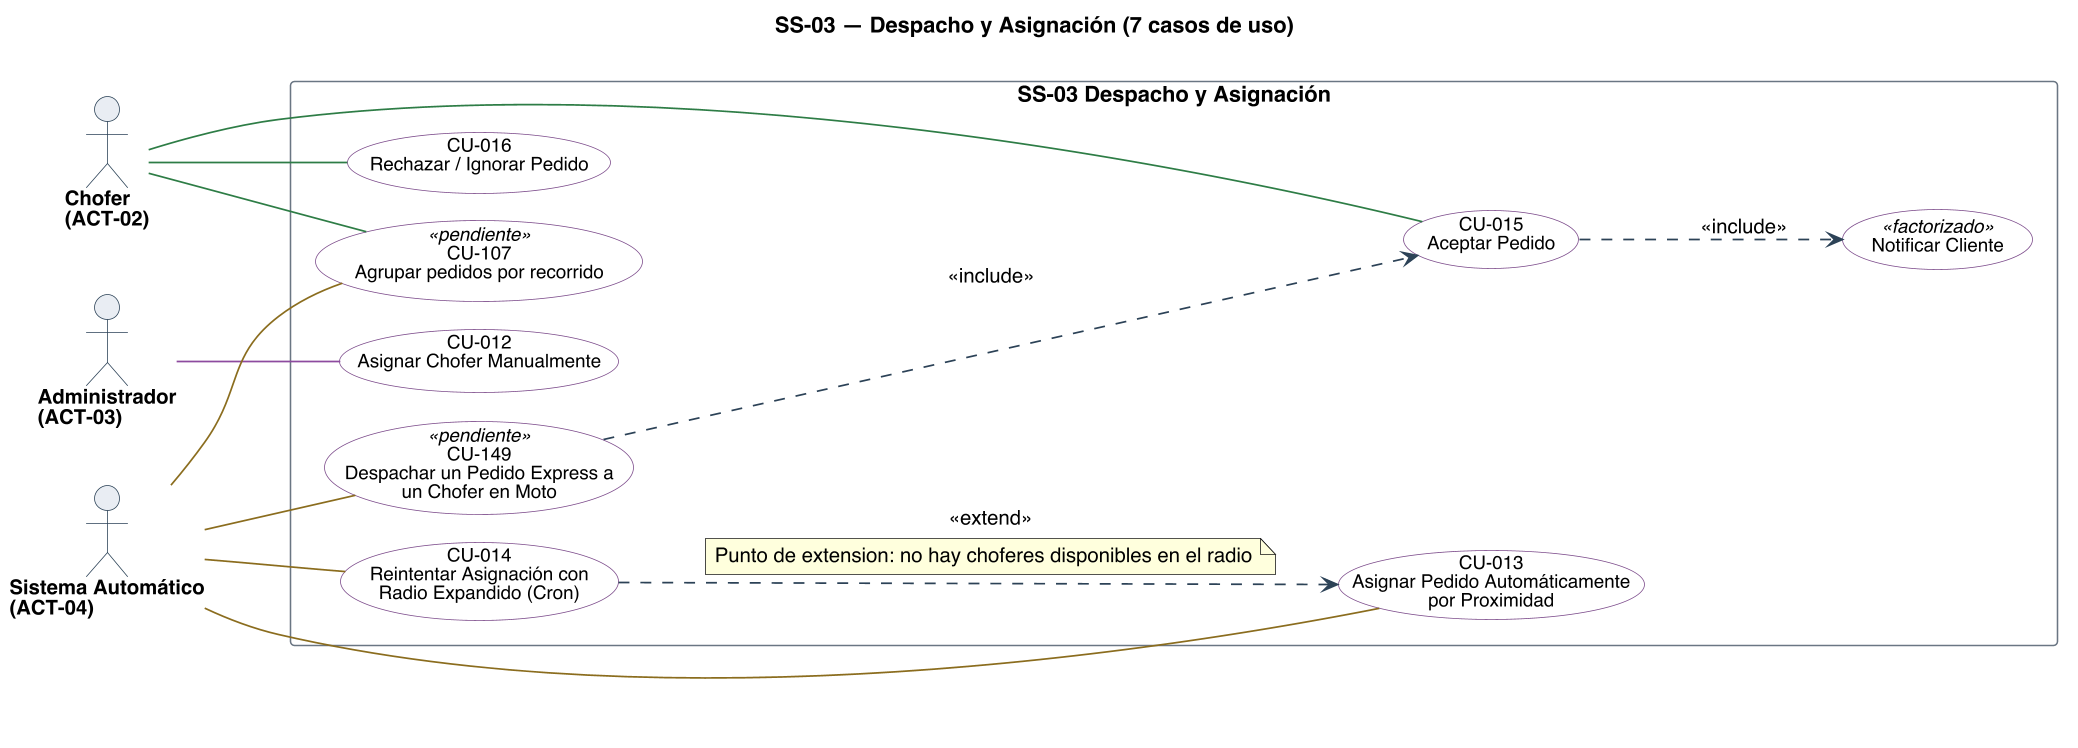 SS-03 — Despacho y Asignación (7 casos de uso)
SS-03 Despacho y Asignación
Chofer
(ACT-02)
CU-016
Rechazar / Ignorar Pedido
«pendiente»
CU-107
Agrupar pedidos por recorrido
CU-015
Aceptar Pedido
«include»
«factorizado»
Notificar Cliente
«include»
Administrador
(ACT-03)
CU-012
Asignar Chofer Manualmente
«pendiente»
CU-149
Despachar un Pedido Express a
un Chofer en Moto
Sistema Automático
(ACT-04)
«extend»
Punto de extension: no hay choferes disponibles en el radio
CU-014
Reintentar Asignación con
Radio Expandido (Cron)
CU-013
Asignar Pedido Automáticamente
por Proximidad